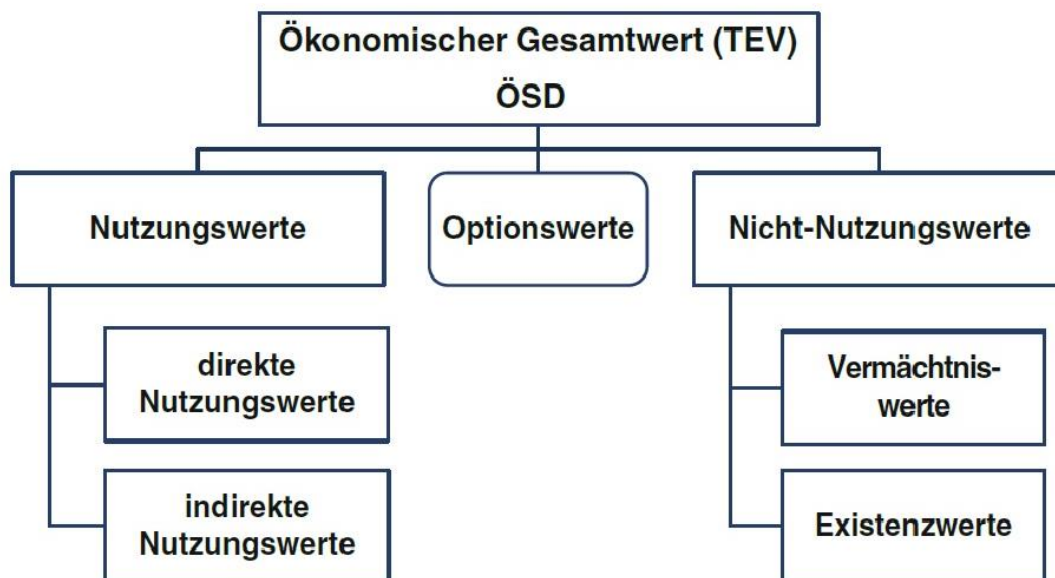 Ökonomischer Gesamtwert (TEV)
ÖSD
Nutzungswerte
Optionswerte
Nicht-Nutzungswerte
direkte
Nutzungswerte
Vermächtnis-
werte
indirekte
Nutzungswerte
Existenzwerte